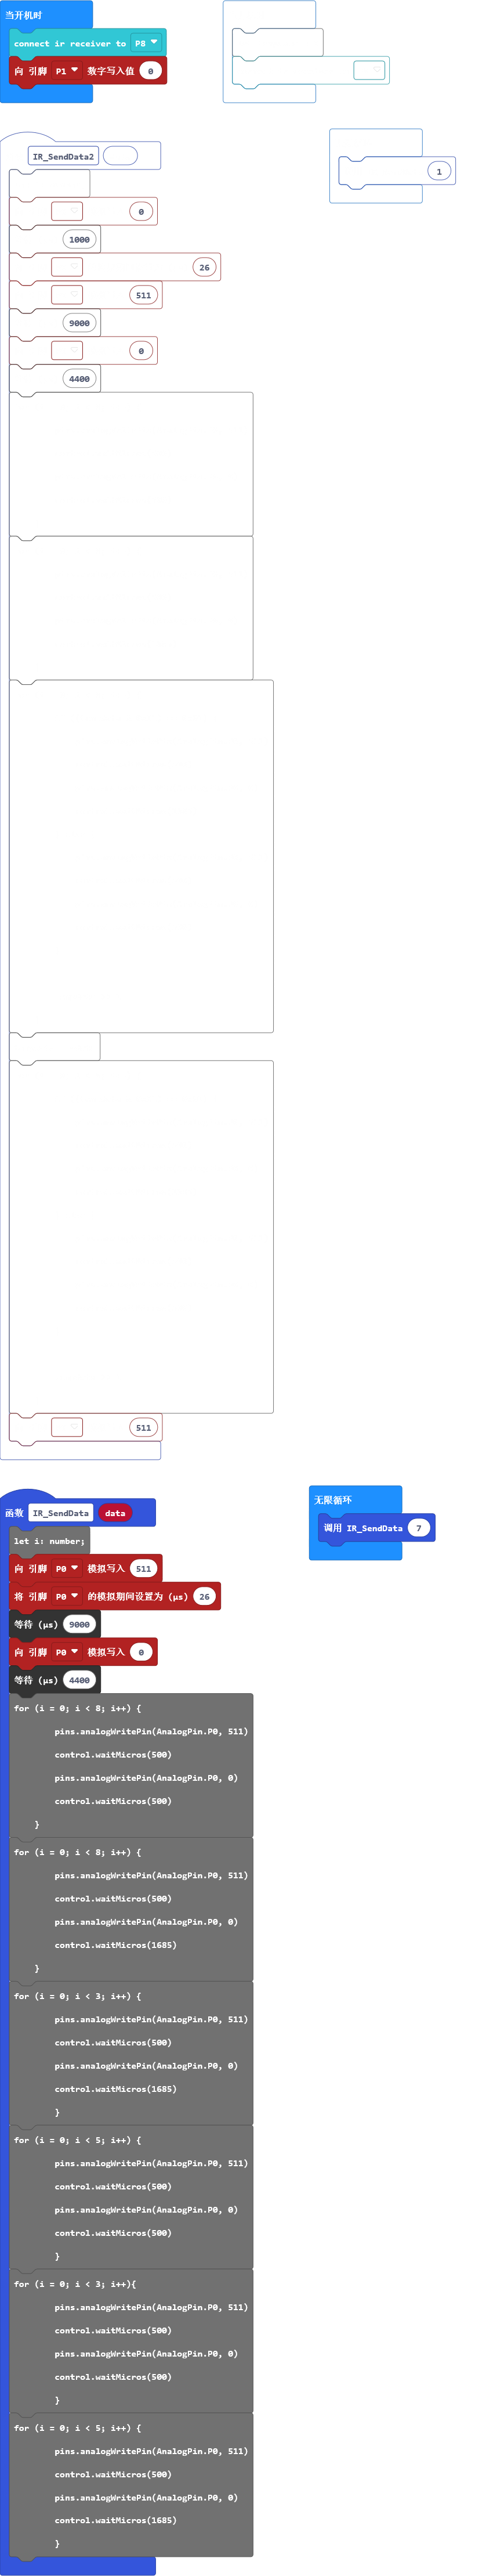 当开机时
connect ir receiver to P8
向 引脚 P1 数字写入值 0
IR_SendData2
1
0
1000
26
511
9000
0
4400
511
函数 IR_SendData data
无限循环
调用 IR_SendData 7
let i: number;
向 引脚 P0 模拟写入 511
将 引脚 P0 的模拟期间设置为 (µs) 26
等待 (µs) 9000
向 引脚 P0 模拟写入 0
等待 (µs) 4400
for (i = 0; i < 8; i++) {
pins.analogWritePin(AnalogPin.P0, 511)
control.waitMicros(500)
pins.analogWritePin(AnalogPin.P0, 0)
control.waitMicros(500)
}
for (i = 0; i < 8; i++) {
pins.analogWritePin(AnalogPin.P0, 511)
control.waitMicros(500)
pins.analogWritePin(AnalogPin.P0, 0)
control.waitMicros(1685)
}
for (i = 0; i < 3; i++) {
pins.analogWritePin(AnalogPin.P0, 511)
control.waitMicros(500)
pins.analogWritePin(AnalogPin.P0, 0)
control.waitMicros(1685)
}
for (i = 0; i < 5; i++) {
pins.analogWritePin(AnalogPin.P0, 511)
control.waitMicros(500)
pins.analogWritePin(AnalogPin.P0, 0)
control.waitMicros(500)
}
for (i = 0; i < 3; i++){
pins.analogWritePin(AnalogPin.P0, 511)
control.waitMicros(500)
pins.analogWritePin(AnalogPin.P0, 0)
control.waitMicros(500)
}
for (i = 0; i < 5; i++) {
pins.analogWritePin(AnalogPin.P0, 511)
control.waitMicros(500)
pins.analogWritePin(AnalogPin.P0, 0)
control.waitMicros(1685)
}